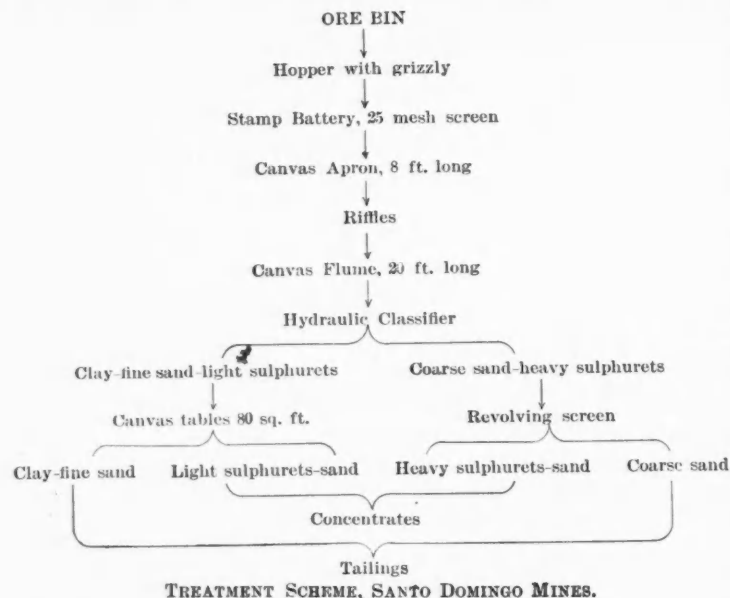 ORE BIN
Hopper with grizzly
Stamp Battery, 25 mesh screen
Canvas Apron, 8 ft. long
Riffles
Canvas Flume, 20 ft. long
Hydraulic Classifier
Clay-fine sand-light sulphurets Coarse sand-heavy sulphurets
Canvas tables 80 sq. ft. Revolving screen
Clay-fine sand Light sulphurets-sand Heavy sulphurets-sand Coarse sand
Concentrates
Tailings
TREATMENT SCHEME, SANTO DOMINGO MINES.